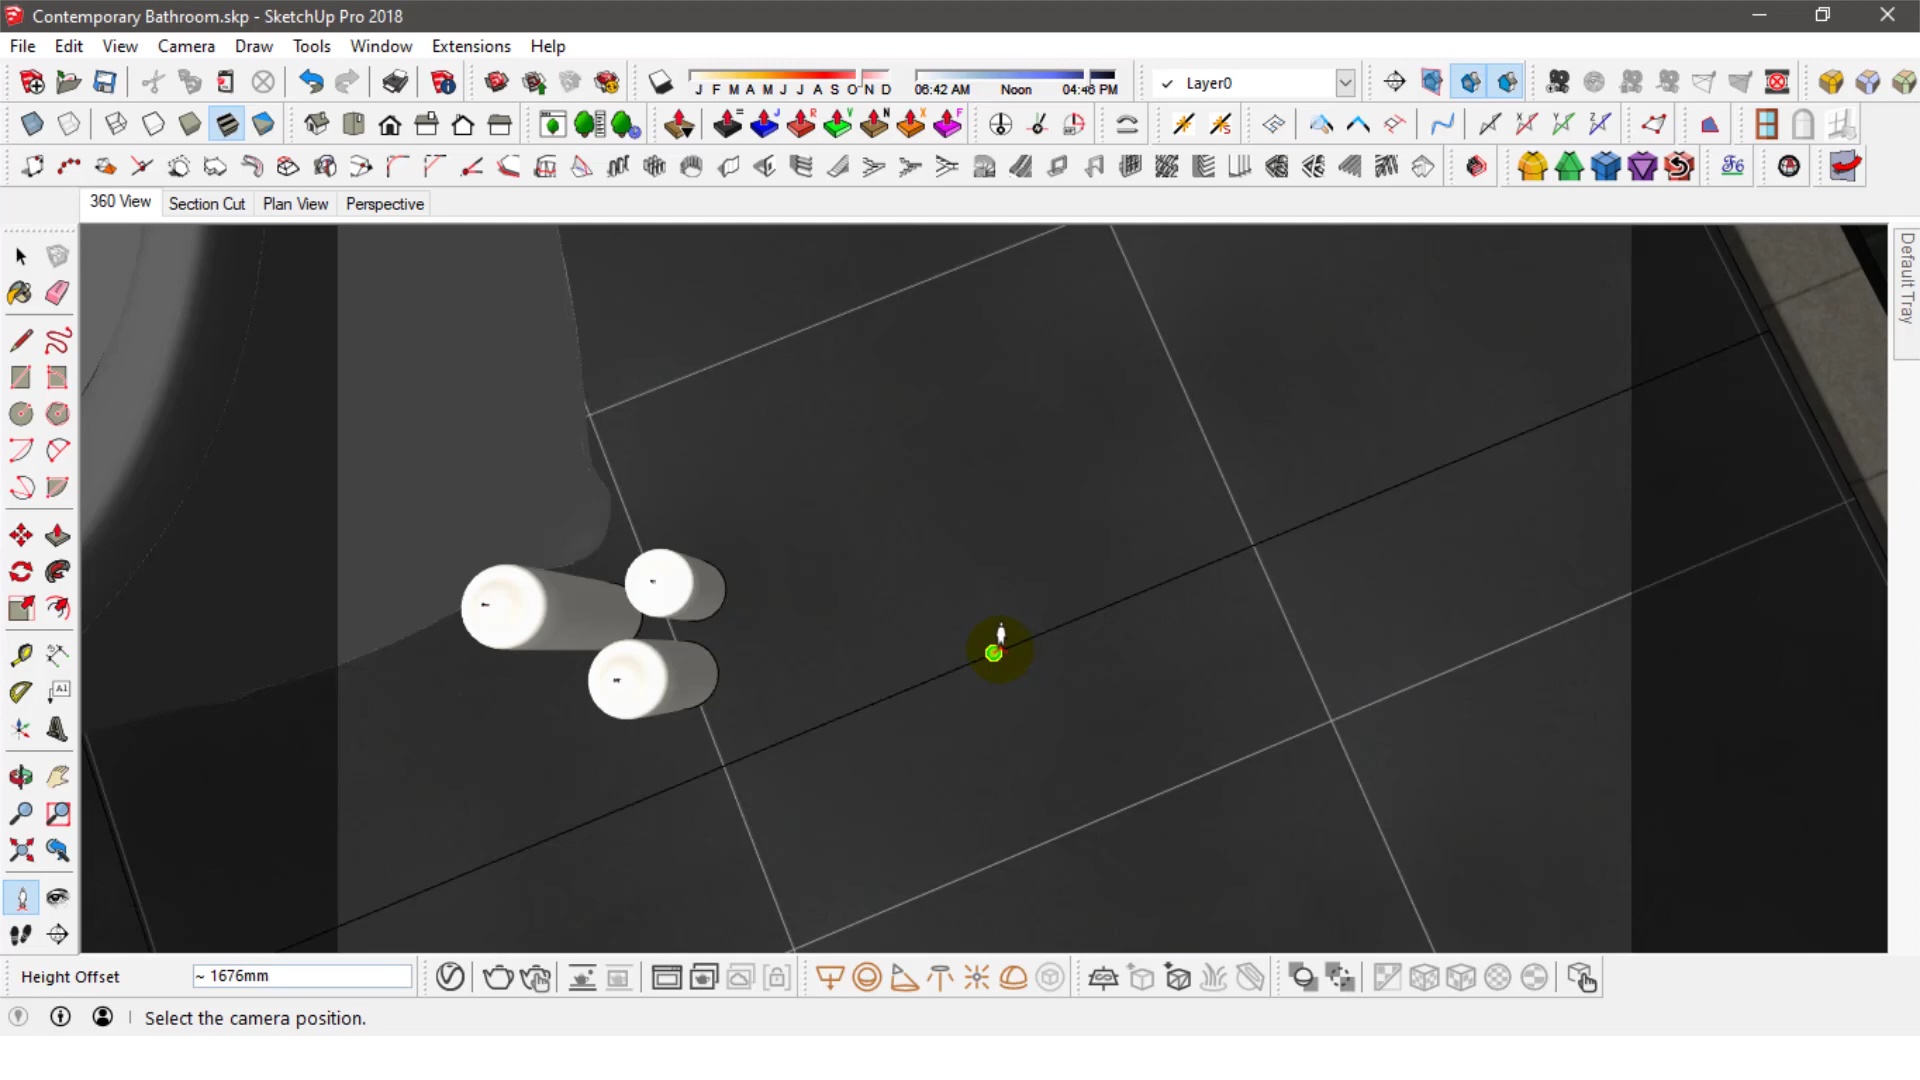 Contemporary Bathroom.skp - SketchUp Pro 2018
File Edit View Camera Draw Tools Window Extensions Help
J F M A M J J A S O N D 06:42 AM Noon 04:46 PM Layer0
360 View Section Cut Plan View Perspective
Default Tray
Height Offset ~ 1676mm
Select the camera position.